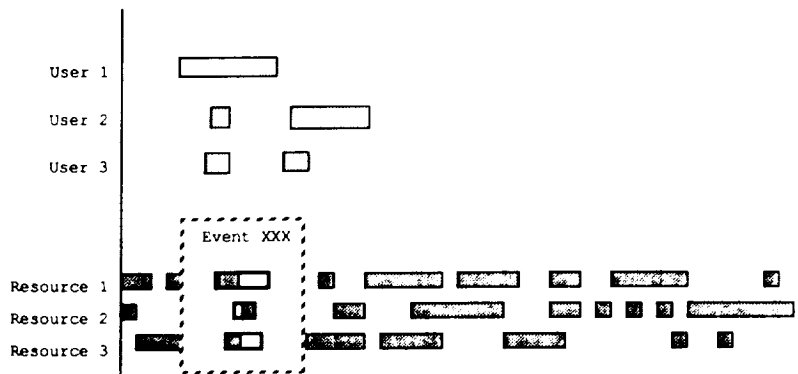 User 1
User 2
User 3
Event XXX
Resource 1
Resource 2
Resource 3